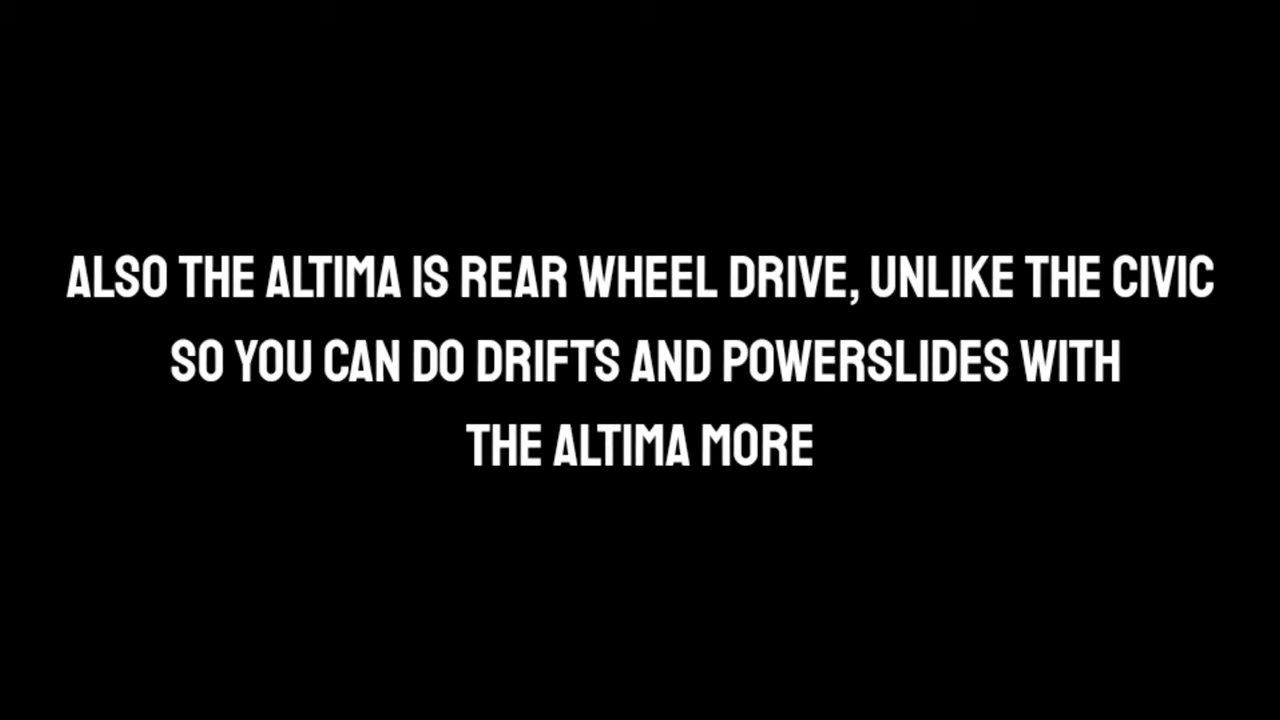 ALSO THE ALTIMA IS REAR WHEEL DRIVE, UNLIKE THE CIVIC
SO YOU CAN DO DRIFTS AND POWERSLIDES WITH
THE ALTIMA MORE